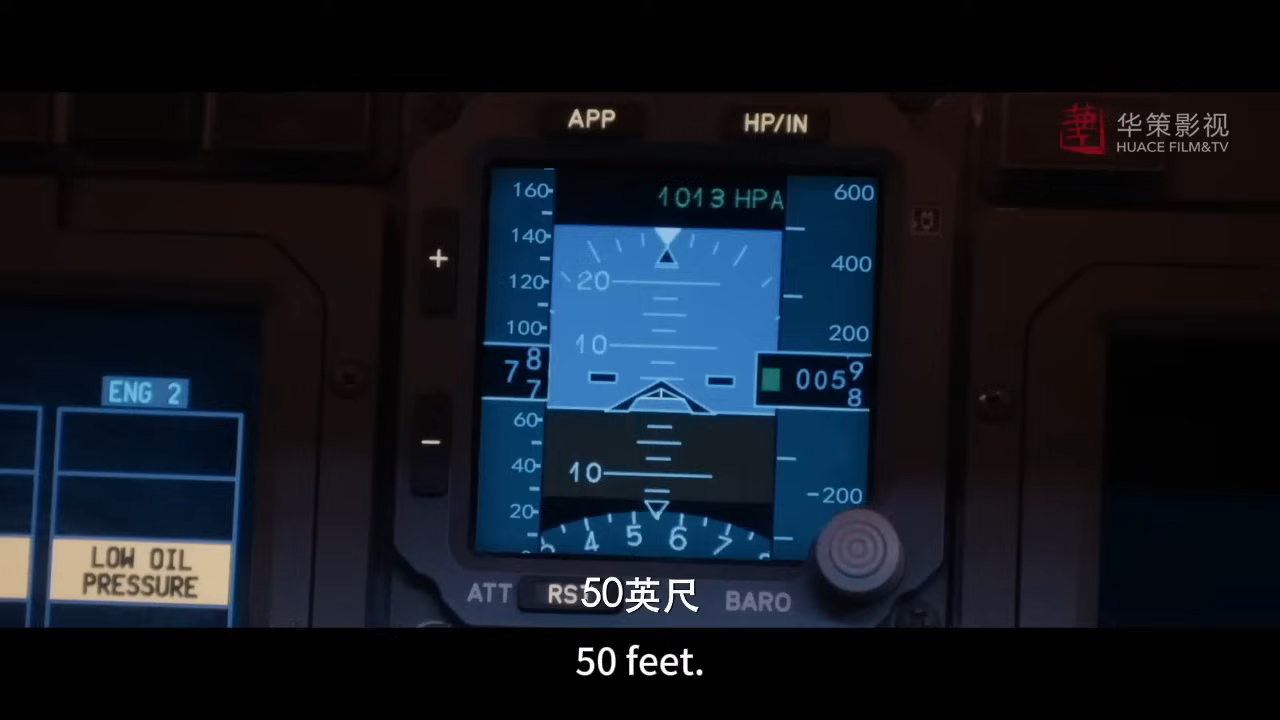 APP
HP/IN
华策影视
HUACE FILM&TV
160
1013 HPA
600
140
400
120
20
200
100
10
78
7
0059
8
ENG 2
60
40
10
-200
20
4 5 6 7
LOW OIL
PRESSURE
ATT
BARO
50英尺
50 feet.